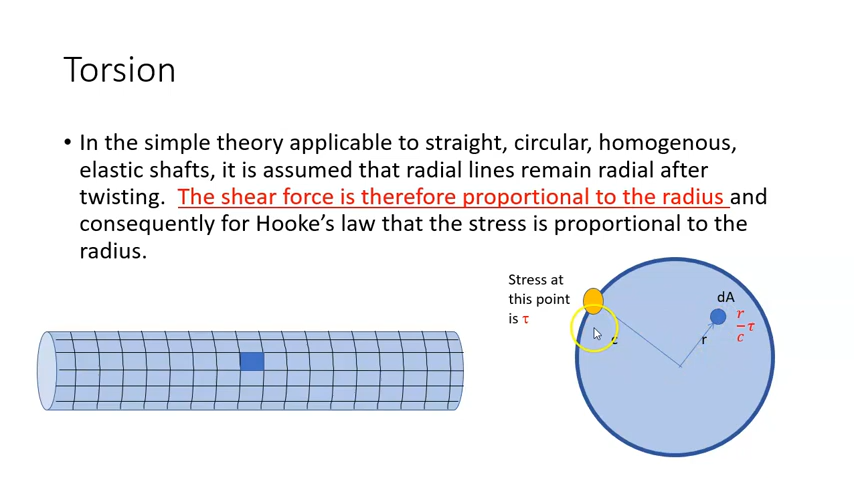 Torsion
• In the simple theory applicable to straight, circular, homogenous,
elastic shafts, it is assumed that radial lines remain radial after
twisting. The shear force is therefore proportional to the radius and
consequently for Hooke's law that the stress is proportional to the
radius.
Stress at
this point
is τ
dA
r
c
τ
c
r